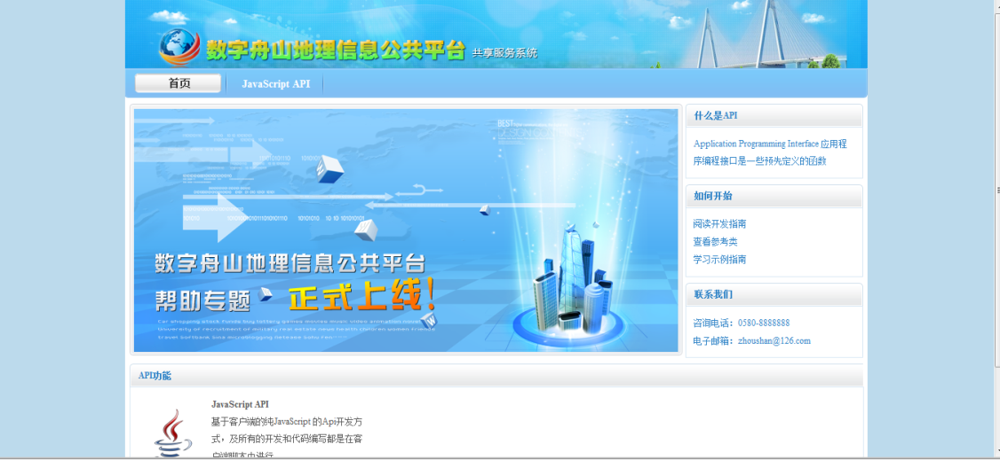 数字舟山地理信息公共平台 共享服务系统
首页 JavaScript API
BEST
数字舟山地理信息公共平台
帮助专题 正式上线!
什么是API
Application Programming Interface 应用程
序编程接口是一些预先定义的函数
如何开始
阅读开发指南
查看参考类
学习示例指南
联系我们
咨询电话：0580-8888888
电子邮箱：zhoushan@126.com
API功能
JavaScript API
基于客户端的纯JavaScript 的Api开发方
式，及所有的开发和代码编写都是在客
户端脚本中进行